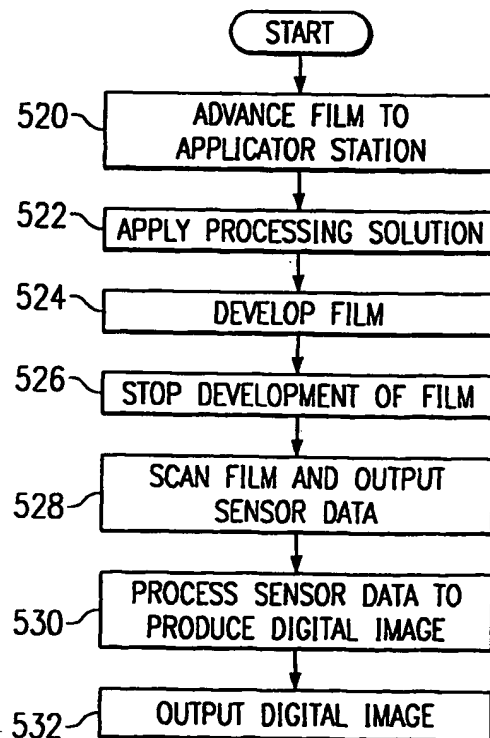 START
520
ADVANCE FILM TO
APPLICATOR STATION
522
APPLY PROCESSING SOLUTION
524
DEVELOP FILM
526
STOP DEVELOPMENT OF FILM
528
SCAN FILM AND OUTPUT
SENSOR DATA
530
PROCESS SENSOR DATA TO
PRODUCE DIGITAL IMAGE
532
OUTPUT DIGITAL IMAGE